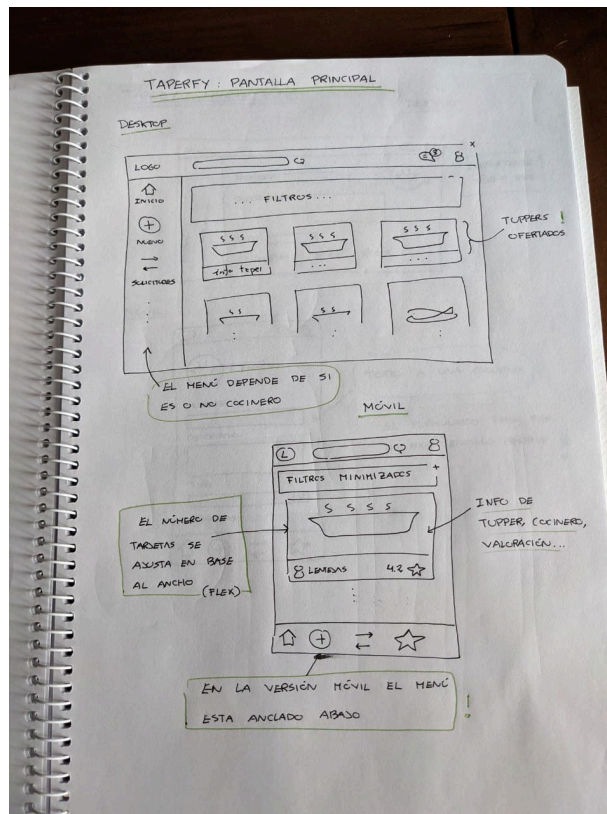 TAPERFY: PANTALLA PRINCIPAL
DESKTOP
LOGO
INICIO
NUEVO
SOLICITUDES
... FILTROS ...
info taper
...
...
TUPPERS !
OFERTADOS
EL MENÚ DEPENDE DE SI
ES O NO COCINERO
MÓVIL
L
FILTROS MINIMIZADOS +
4.2
EL NÚMERO DE
TARJETAS SE
AJUSTA EN BASE
AL ANCHO (FLEX)
INFO DE
TUPPER, COCINERO,
VALORACIÓN...
EN LA VERSIÓN MÓVIL EL MENÚ
ESTA ANCLADO ABAJO !